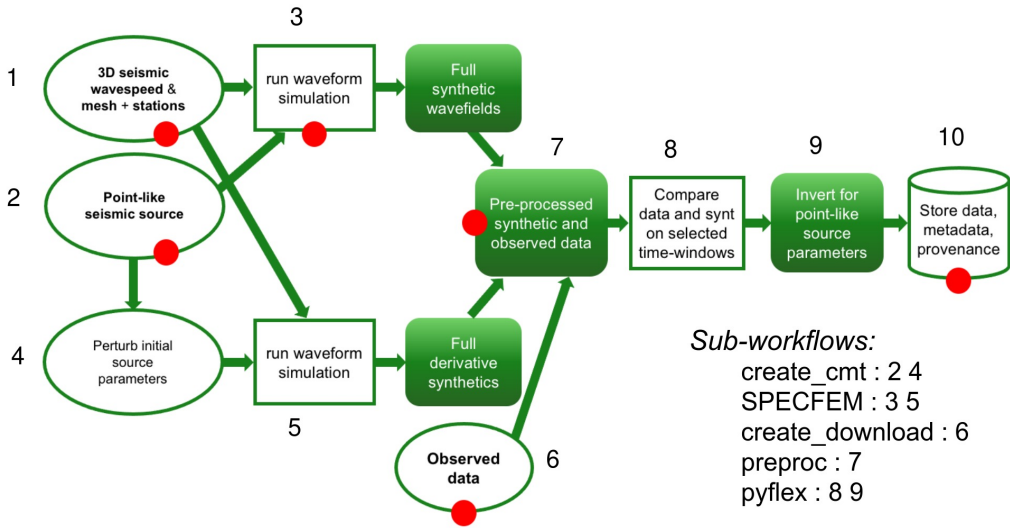 3
1
3D seismic
wavespeed &
mesh + stations
run waveform
simulation
Full
synthetic
wavefields
2
Point-like
seismic source
7
Pre-processed
synthetic and
observed data
8
Compare
data and synt
on selected
time-windows
9
Invert for
point-like
source
parameters
10
Store data,
metadata,
provenance
4
Perturb initial
source
parameters
run waveform
simulation
5
Full
derivative
synthetics
Observed
data
6
Sub-workflows:
create_cmt : 2 4
SPECFEM : 3 5
create_download : 6
preproc : 7
pyflex : 8 9